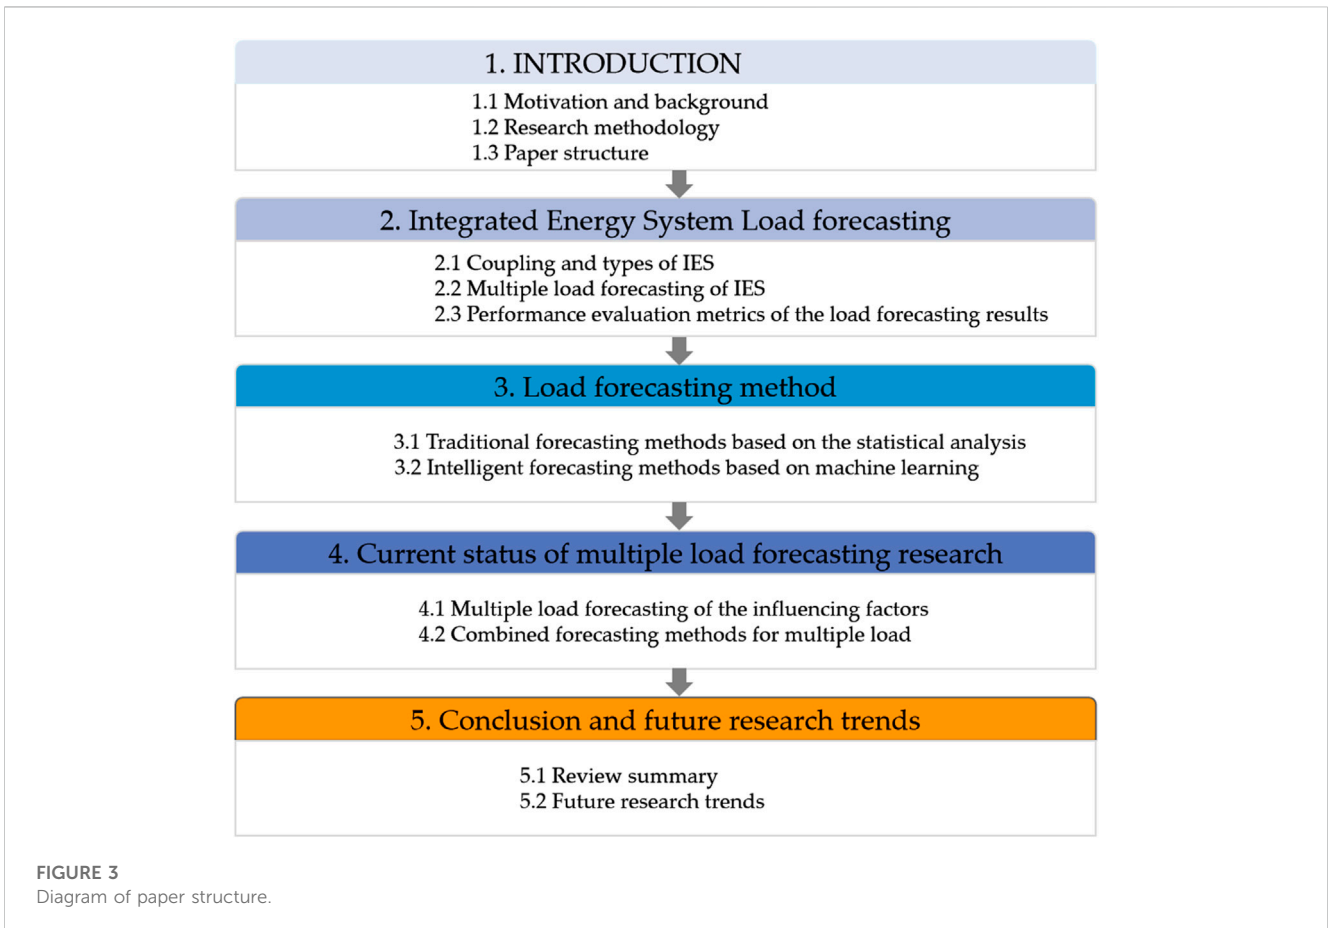 1. INTRODUCTION
1.1 Motivation and background
1.2 Research methodology
1.3 Paper structure
2. Integrated Energy System Load forecasting
2.1 Coupling and types of IES
2.2 Multiple load forecasting of IES
2.3 Performance evaluation metrics of the load forecasting results
3. Load forecasting method
3.1 Traditional forecasting methods based on the statistical analysis
3.2 Intelligent forecasting methods based on machine learning
4. Current status of multiple load forecasting research
4.1 Multiple load forecasting of the influencing factors
4.2 Combined forecasting methods for multiple load
5. Conclusion and future research trends
5.1 Review summary
5.2 Future research trends
FIGURE 3
Diagram of paper structure.